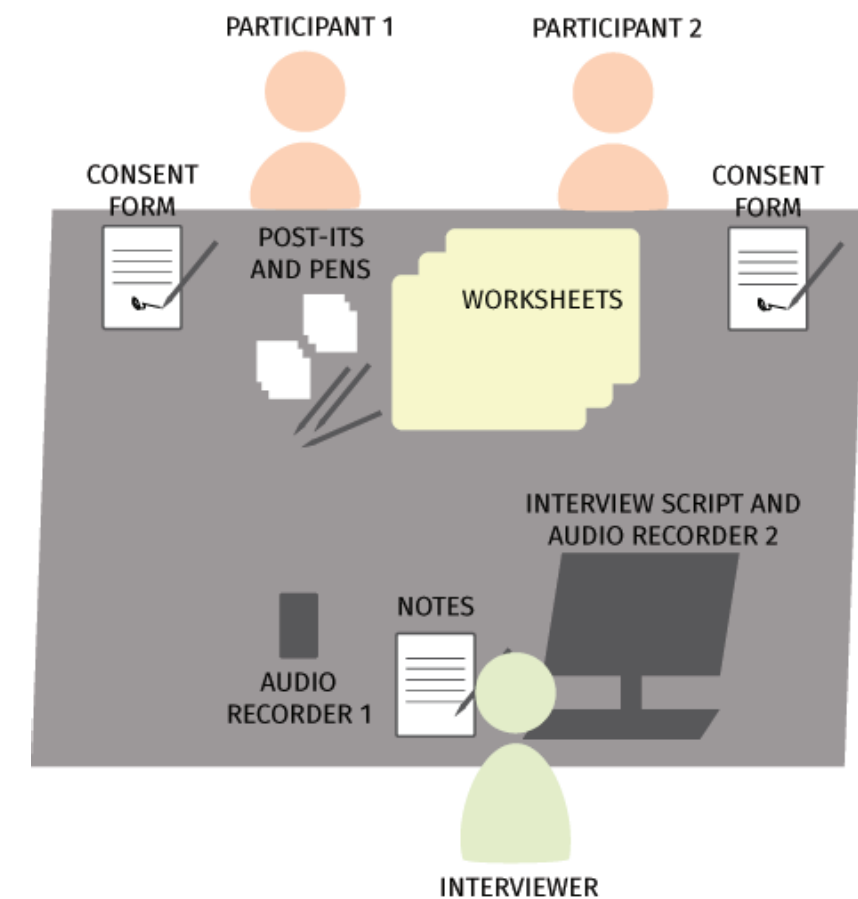 PARTICIPANT 1
PARTICIPANT 2
CONSENT
FORM
CONSENT
FORM
POST-ITS
AND PENS
WORKSHEETS
INTERVIEW SCRIPT AND
AUDIO RECORDER 2
NOTES
AUDIO
RECORDER 1
INTERVIEWER